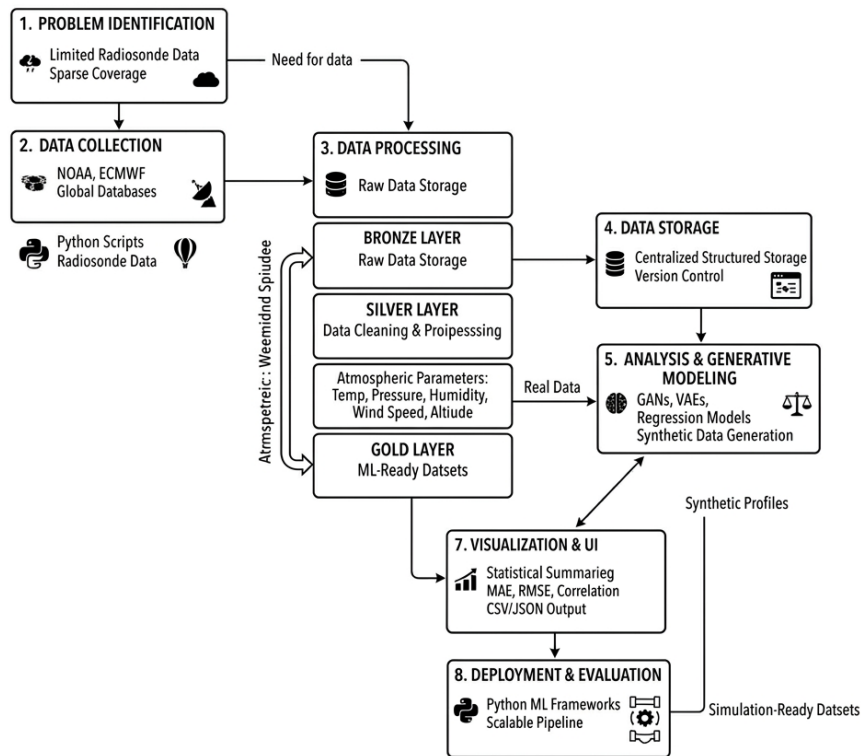 1. PROBLEM IDENTIFICATION
Limited Radiosonde Data
Sparse Coverage
Need for data
2. DATA COLLECTION
NOAA, ECMWF
Global Databases
Python Scripts
Radiosonde Data
3. DATA PROCESSING
Raw Data Storage
BRONZE LAYER
Raw Data Storage
SILVER LAYER
Data Cleaning & Proipesssing
Atmospheric Parameters:
Temp, Pressure, Humidity,
Wind Speed, Altiude
GOLD LAYER
ML-Ready Datsets
Atrmspetreic:: Weemidnd Spiudee
4. DATA STORAGE
Centralized Structured Storage
Version Control
Real Data
5. ANALYSIS & GENERATIVE
MODELING
GANs, VAEs,
Regression Models
Synthetic Data Generation
Synthetic Profiles
7. VISUALIZATION & UI
Statistical Summarieg
MAE, RMSE, Correlation
CSV/JSON Output
8. DEPLOYMENT & EVALUATION
Python ML Frameworks
Scalable Pipeline
Simulation-Ready Datsets